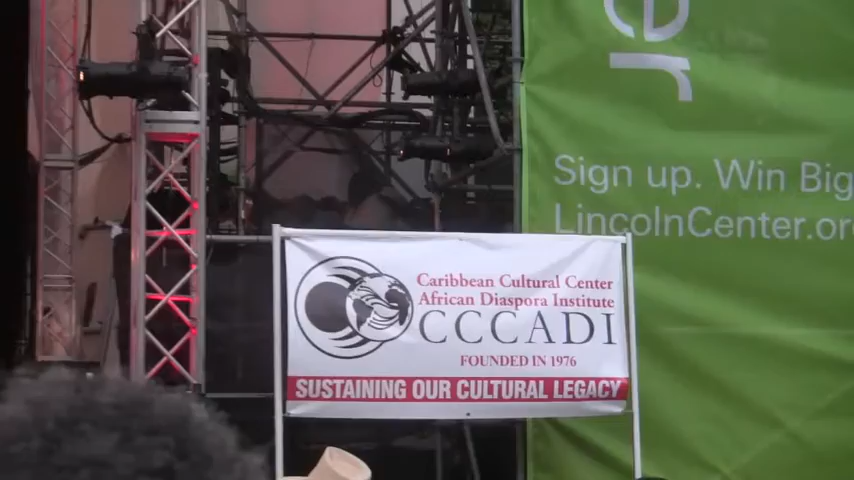 er
Sign up. Win Big
LincolnCenter.or
Caribbean Cultural Center
African Diaspora Institute
CCCADI
FOUNDED IN 1976
SUSTAINING OUR CULTURAL LEGACY